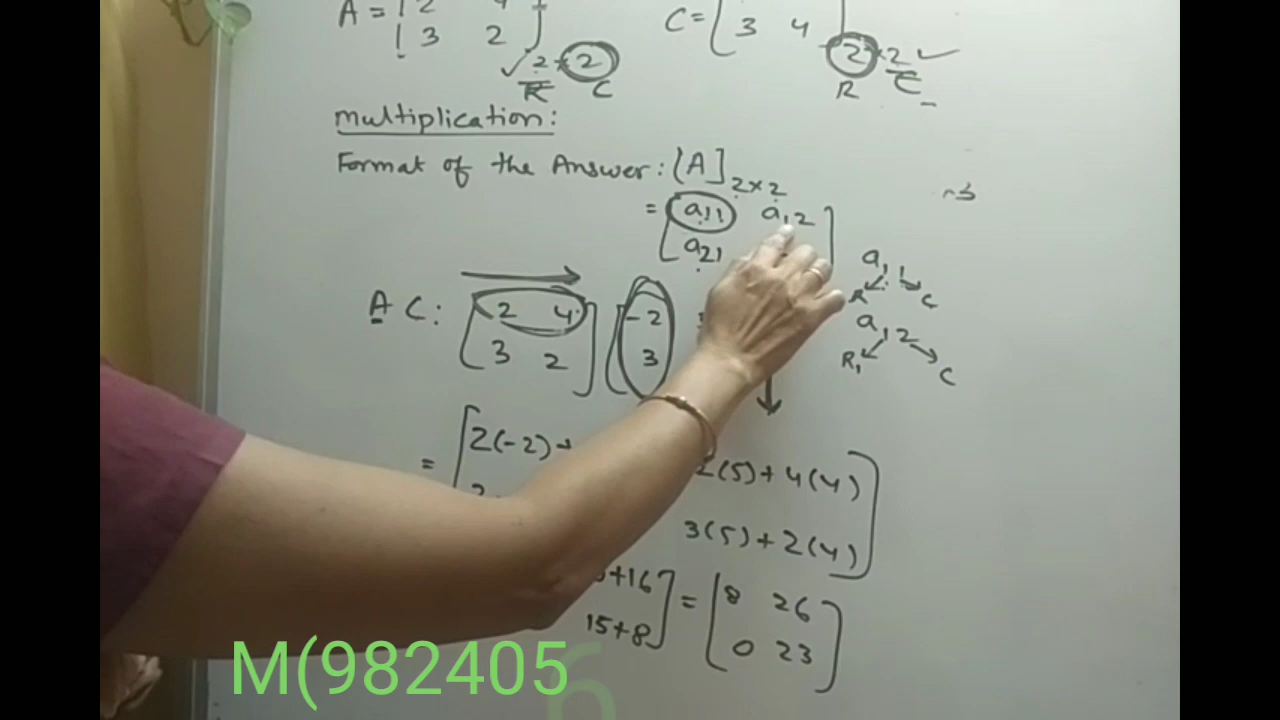 A = 2 4
3 2
2 × 2
R C
C =
3 4
2 × 2
R C
multiplication:
Format of the Answer: [A] 2×2
= a11 a12
a21
a11
R C
a12
R1 C
A C: [2 4] [-2
3 2 3
= [2(-2)+ 2(5) + 4(4)
3(5) + 2(4)]
+16] = [8 26
15+8 0 23]
M(982405